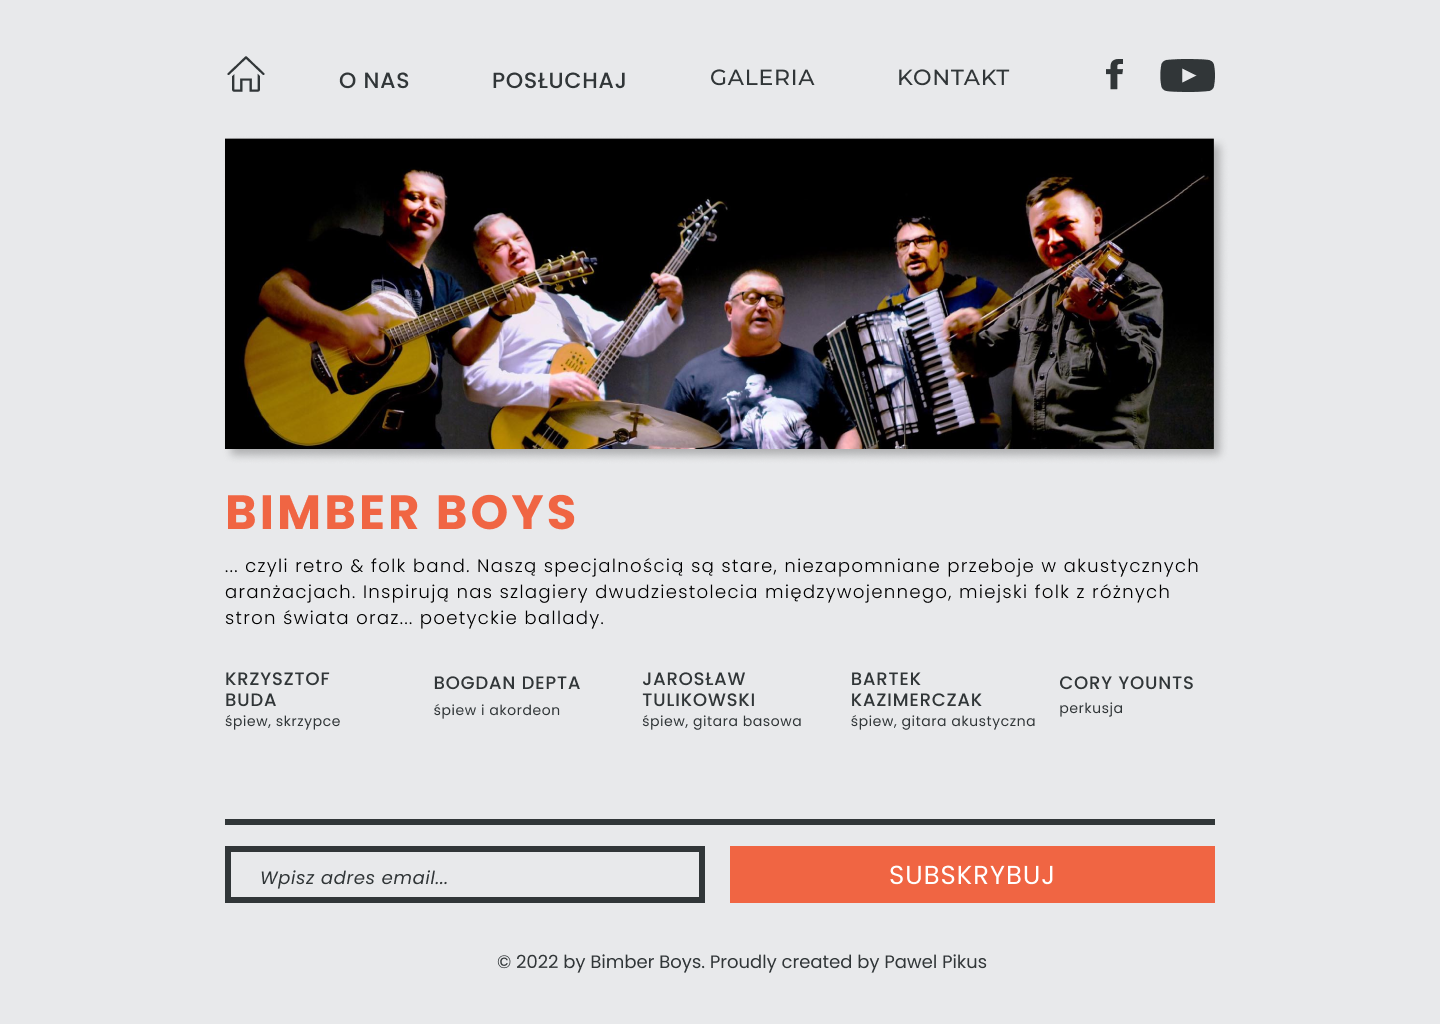 O NAS
POSŁUCHAJ
GALERIA
KONTAKT
BIMBER BOYS
... czyli retro & folk band. Naszą specjalnością są stare, niezapomniane przeboje w akustycznych
aranżacjach. Inspirują nas szlagiery dwudziestolecia międzywojennego, miejski folk z różnych
stron świata oraz... poetyckie ballady.
KRZYSZTOF
BUDA
śpiew, skrzypce
BOGDAN DEPTA
śpiew i akordeon
JAROSŁAW
TULIKOWSKI
śpiew, gitara basowa
BARTEK
KAZIMERCZAK
śpiew, gitara akustyczna
CORY YOUNTS
perkusja
Wpisz adres email...
SUBSKRYBUJ
© 2022 by Bimber Boys. Proudly created by Pawel Pikus